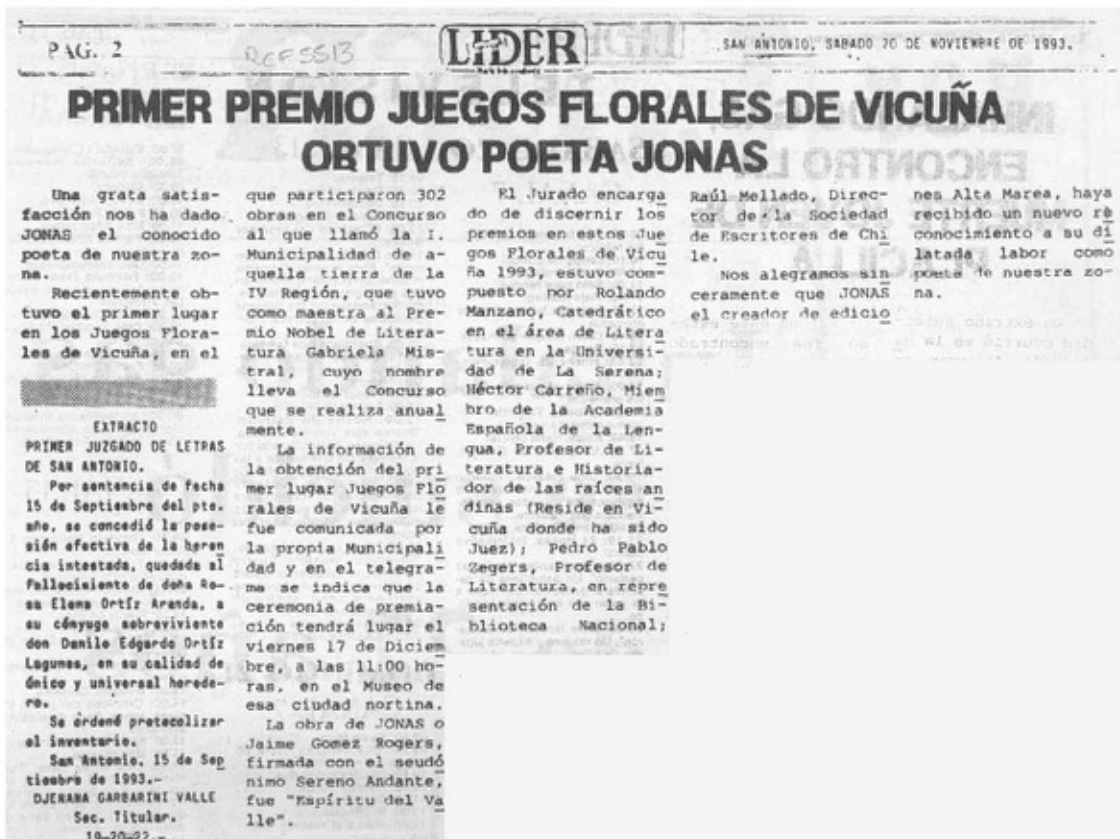 PAG. 2
RCF5513
LIDER
SAN ANTONIO, SABADO 20 DE NOVIEMBRE DE 1993.
PRIMER PREMIO JUEGOS FLORALES DE VICUÑA
OBTUVO POETA JONAS
Una grata satis-
facción nos ha dado
JONAS el conocido
poeta de nuestra zo-
na.
Recientemente ob-
tuvo el primer lugar
en los Juegos Flora-
les de Vicuña, en el
que participaron 302
obras en el Concurso
al que llamó la I.
Municipalidad de a-
quella tierra de la
IV Región, que tuvo
como maestra al Pre-
mio Nobel de Litera-
tura Gabriela Mis-
tral, cuyo nombre
lleva el Concurso
que se realiza anual
mente.
La información de
la obtención del pri
mer lugar Juegos Flo
rales de Vicuña le
fue comunicada por
la propia Municipali
dad y en el telegra-
ma se indica que la
ceremonia de premia-
ción tendrá lugar el
viernes 17 de Diciem
bre, a las 11:00 ho-
ras, en el Museo de
esa ciudad nortina.
La obra de JONAS o
Jaime Gomez Rogers,
firmada con el seudó
nimo Sereno Andante,
fue "Espíritu del Va
lle".
El Jurado encarga
do de discernir los
premios en estos Jue
gos Florales de Vicu
ña 1993, estuvo com-
puesto por Rolando
Manzano, Catedrático
en el área de Litera
tura en la Universi-
dad de La Serena;
Héctor Carreño, Miem
bro de la Academia
Española de la Len-
gua, Profesor de Li-
teratura e Historia-
dor de las raíces an
dinas (Reside en Vi-
cuña donde ha sido
Juez); Pedro Pablo
Zegers, Profesor de
Literatura, en repre
sentación de la Bi-
blioteca Nacional;
Raúl Mellado, Direc-
tor de la Sociedad
de Escritores de Chi
le.
Nos alegramos sin
ceramente que JONAS
el creador de edicio
nes Alta Marea, haya
recibido un nuevo re
conocimiento a su di
latada labor como
poeta de nuestra zo-
na.
EXTRACTO
PRIMER JUZGADO DE LETRAS
DE SAN ANTONIO.
Por sentencia de fecha
15 de Septiembre del pte.
año, se concedió la pose-
sión efectiva de la heren
cia intestada, quedada al
Fallecimiento de doña Ro-
sa Elema Ortíz Aranda, a
su cónyuge sobreviviente
don Danilo Edgardo Ortíz
Lagunas, en su calidad de
único y universal herede-
ro.
Se ordenó protocolizar
el inventario.
San Antonio, 15 de Sep
tiembre de 1993.-
DJENANA GARBARINI VALLE
Sec. Titular.
19-20-22.-